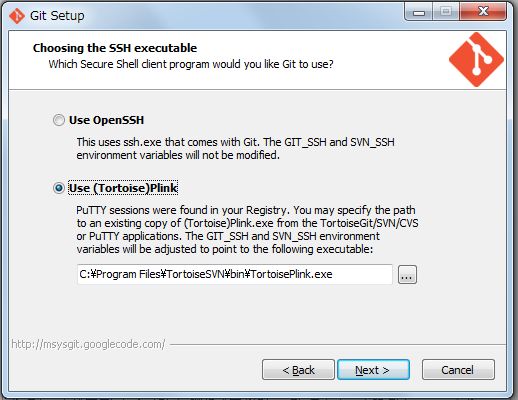 Git Setup
Choosing the SSH executable
Which Secure Shell client program would you like Git to use?
Use OpenSSH
This uses ssh.exe that comes with Git. The GIT_SSH and SVN_SSH
environment variables will not be modified.
Use (Tortoise)Plink
PuTTY sessions were found in your Registry. You may specify the path
to an existing copy of (Tortoise)Plink.exe from the TortoiseGit/SVN/CVS
or PuTTY applications. The GIT_SSH and SVN_SSH environment
variables will be adjusted to point to the following executable:
C:¥Program Files¥TortoiseSVN¥bin¥TortoisePlink.exe
...
http://msysgit.googlecode.com/
< Back
Next >
Cancel